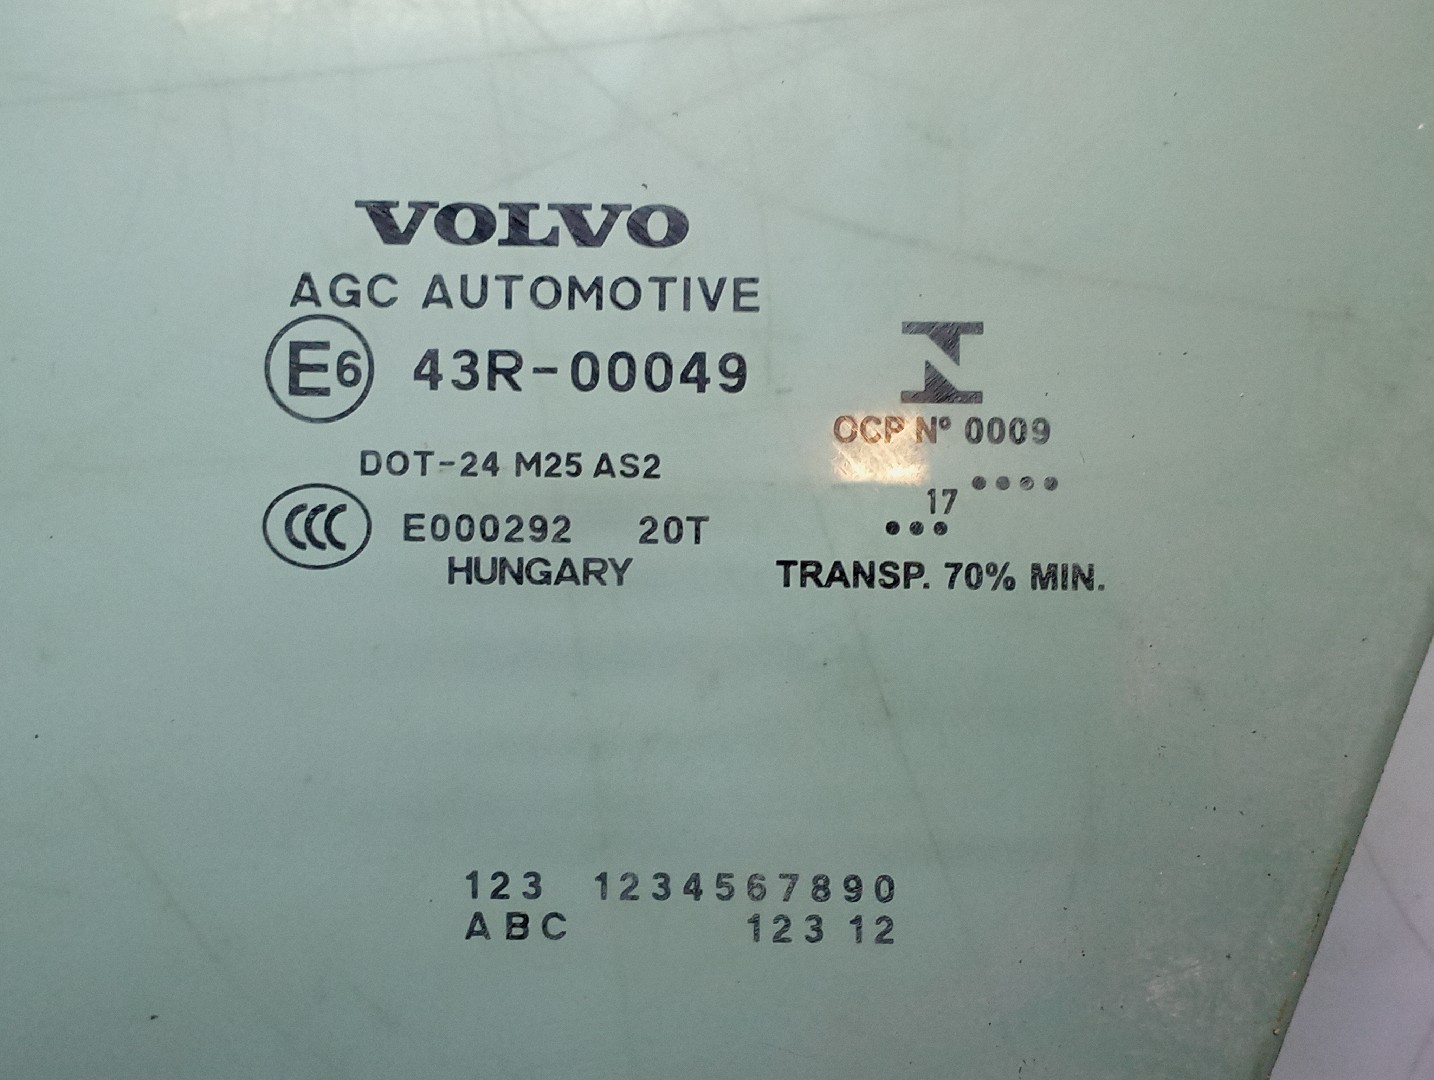 VOLVO
AGC AUTOMOTIVE
E6 43R-00049
DOT-24 M25 AS2
CCC E000292 20T
HUNGARY
OCP Nº 0009
••••
17
•••
TRANSP. 70% MIN.
123 1234567890
ABC 123 12